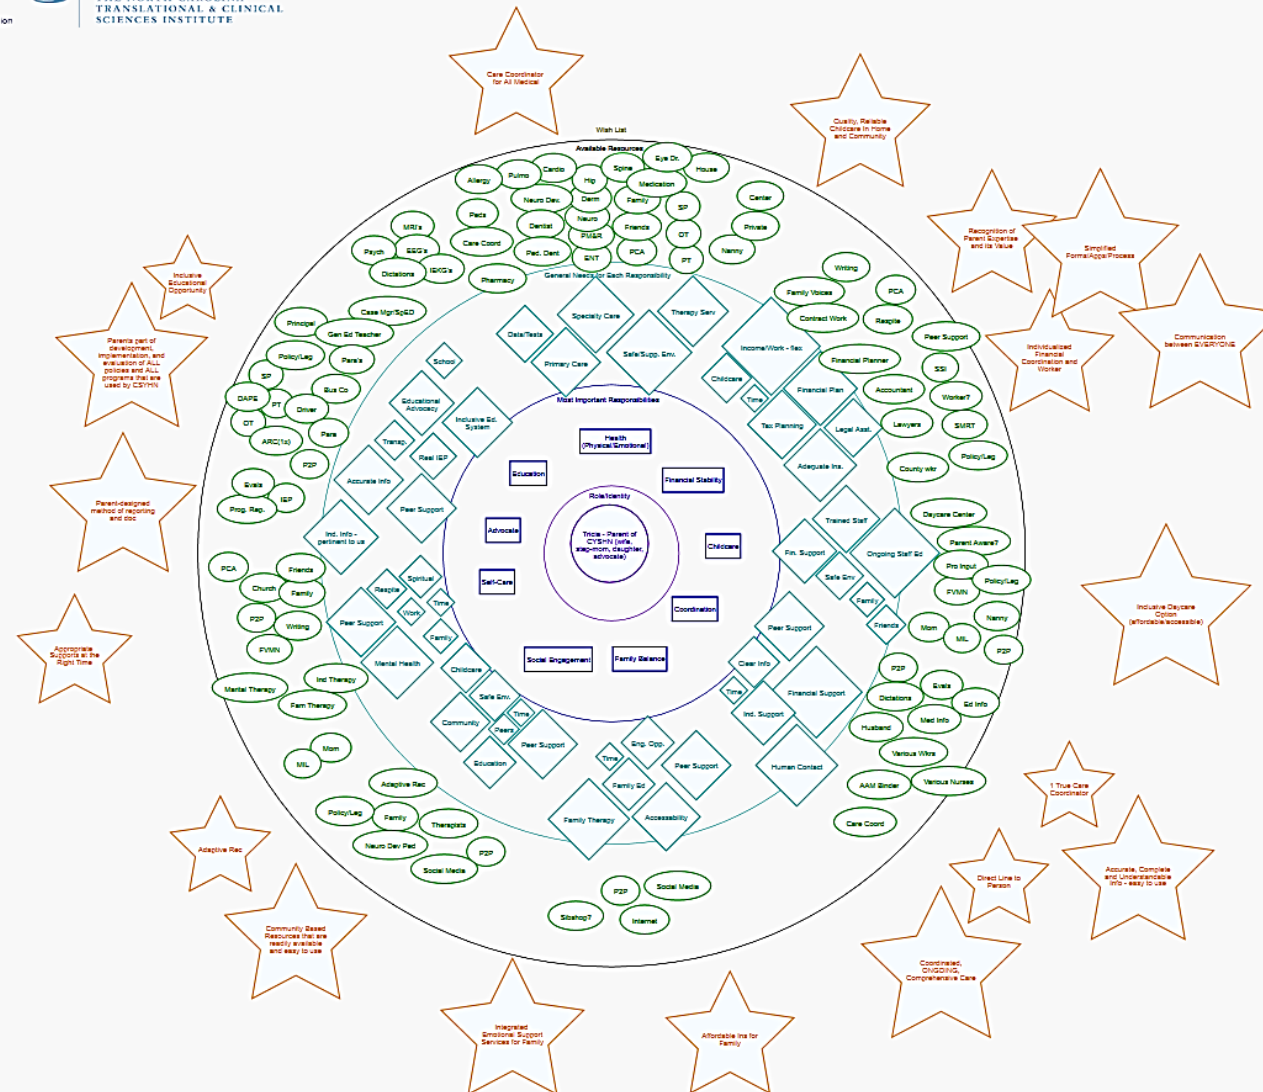 ion
TRANSLATIONAL & CLINICAL
SCIENCES INSTITUTE
Care Coordinator
for All Medical
Quality, Reliable
Childcare in Home
and Community
Wish List
Available Resources
Allergy
Pulmo
Cardio
Hip
Spine
Eye Dr.
House
Medication
Neuro Dev.
Derm
Family
SP
Center
Peds
Dentist
Neuro
Friends
OT
Private
MRI's
PM&R
Care Coord
Ped. Dent
ENT
PCA
PT
Nanny
Psych
EEG's
Dictations
EKG's
Pharmacy
General Needs for Each Responsibility
Recognition of
Parent Expertise
and its Value
Simplified
Forms/Apps/Process
Communication
between EVERYONE
Individualized
Financial
Coordination and
Worker
Inclusive
Educational
Opportunity
Parents part of
development,
implementation, and
evaluation of ALL
policies and ALL
programs that are
used by CSYHN
Parent-designed
method of reporting
and doc
Appropriate
Supports at the
Right Time
Writing
Family Voices
PCA
Contract Work
Respite
Peer Support
Financial Planner
SSI
Accountant
Worker?
Lawyers
SMRT
County wkr
Policy/Leg
Case Mgr/SpED
Principal
Gen Ed Teacher
Policy/Leg
Para's
SP
Bus Co
DAPE
PT
Driver
OT
ARC(1x)
Para
P2P
Evals
IEP
Prog. Rep.
Data/Tests
Specialty Care
Therapy Serv
Primary Care
Safe/Supp. Env.
Income/Work - flex
Childcare
Time
Financial Plan
Tax Planning
Legal Asst.
Adequate Ins.
School
Educational
Advocacy
Inclusive Ed.
System
Transp.
Real IEP
Accurate Info
Peer Support
Ind. Info -
pertinent to us
Most Important Responsibilities
Health
(Physical/Emotional)
Education
Financial Stability
Role/Identity
Advocate
Tricia - Parent of
CYSHN (wife,
step-mom, daughter,
advocate)
Childcare
Self-Care
Coordination
Social Engagement
Family Balance
Trained Staff
Fin. Support
Ongoing Staff Ed
Safe Env
Family
Friends
Daycare Center
Parent Aware?
Pro Input
Policy/Leg
FVMN
Nanny
Mom
MIL
P2P
Inclusive Daycare
Option
(affordable/accessible)
PCA
Friends
Church
Family
P2P
Writing
FVMN
Ind Therapy
Marital Therapy
Fam Therapy
Mom
MIL
Spiritual
Respite
Time
Work
Peer Support
Family
Mental Health
Childcare
Safe Env.
Community
Time
Peers
Peer Support
Education
Peer Support
Clear Info
Time
Financial Support
Ind. Support
Human Contact
Time
Eng. Opp.
Peer Support
Family Ed
Family Therapy
Accessability
P2P
Evals
Dictations
Ed Info
Husband
Med Info
Various Wkrs
AAM Binder
Various Nurses
Care Coord
Adaptive Rec
Policy/Leg
Family
Therapists
Neuro Dev Ped
P2P
Social Media
P2P
Social Media
Sibshop?
Internet
1 True Care
Coordinator
Direct Line to
Person
Accurate, Complete
and Understandable
Info - easy to use
Adaptive Rec
Community Based
Resources that are
readily available
and easy to use
Coordinated,
ONGOING,
Comprehensive Care
Integrated
Emotional Support
Services for Family
Affordable Ins for
Family